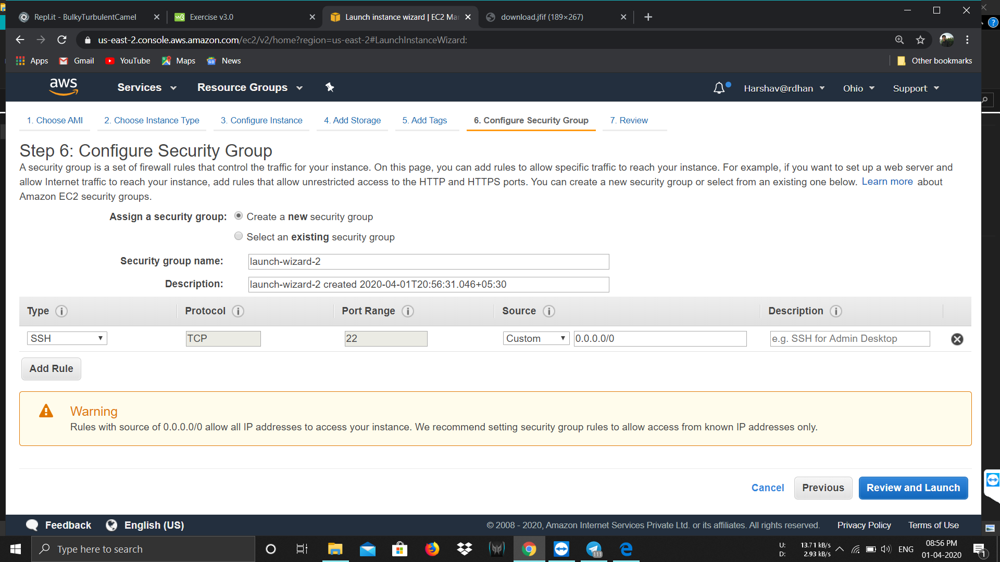 Repl.it - BulkyTurbulentCamel
Exercise v3.0
Launch instance wizard | EC2 Ma
download.jfif (189×267)
us-east-2.console.aws.amazon.com/ec2/v2/home?region=us-east-2#LaunchInstanceWizard:
Apps
Gmail
YouTube
Maps
News
Other bookmarks
aws
Services
Resource Groups
Harshav@rdhan
Ohio
Support
1. Choose AMI
2. Choose Instance Type
3. Configure Instance
4. Add Storage
5. Add Tags
6. Configure Security Group
7. Review
Step 6: Configure Security Group
A security group is a set of firewall rules that control the traffic for your instance. On this page, you can add rules to allow specific traffic to reach your instance. For example, if you want to set up a web server and
allow Internet traffic to reach your instance, add rules that allow unrestricted access to the HTTP and HTTPS ports. You can create a new security group or select from an existing one below. Learn more about
Amazon EC2 security groups.
Assign a security group:
Create a new security group
Select an existing security group
Security group name:
launch-wizard-2
Description:
launch-wizard-2 created 2020-04-01T20:56:31.046+05:30
Type
Protocol
Port Range
Source
Description
SSH
TCP
22
Custom
0.0.0.0/0
e.g. SSH for Admin Desktop
Add Rule
Warning
Rules with source of 0.0.0.0/0 allow all IP addresses to access your instance. We recommend setting security group rules to allow access from known IP addresses only.
Cancel
Previous
Review and Launch
Feedback
English (US)
© 2008 - 2020, Amazon Internet Services Private Ltd. or its affiliates. All rights reserved.
Privacy Policy
Terms of Use
Type here to search
111
U: 13.71 kB/s
D: 2.93 kB/s
ENG
08:56 PM
01-04-2020
1